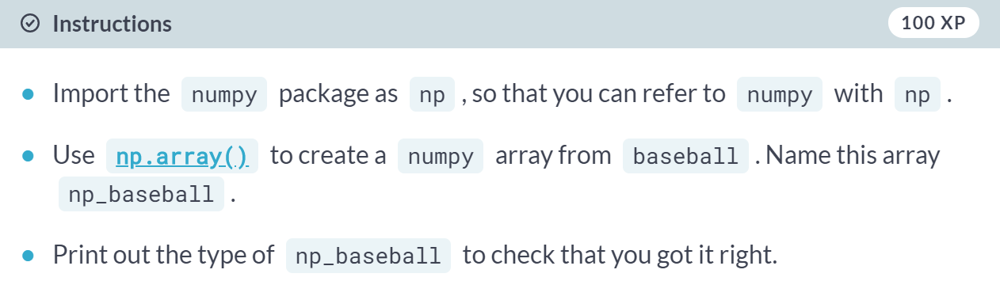 Instructions 100 XP
Import the numpy package as np , so that you can refer to numpy with np .
Use np.array() to create a numpy array from baseball . Name this array
np_baseball .
Print out the type of np_baseball to check that you got it right.